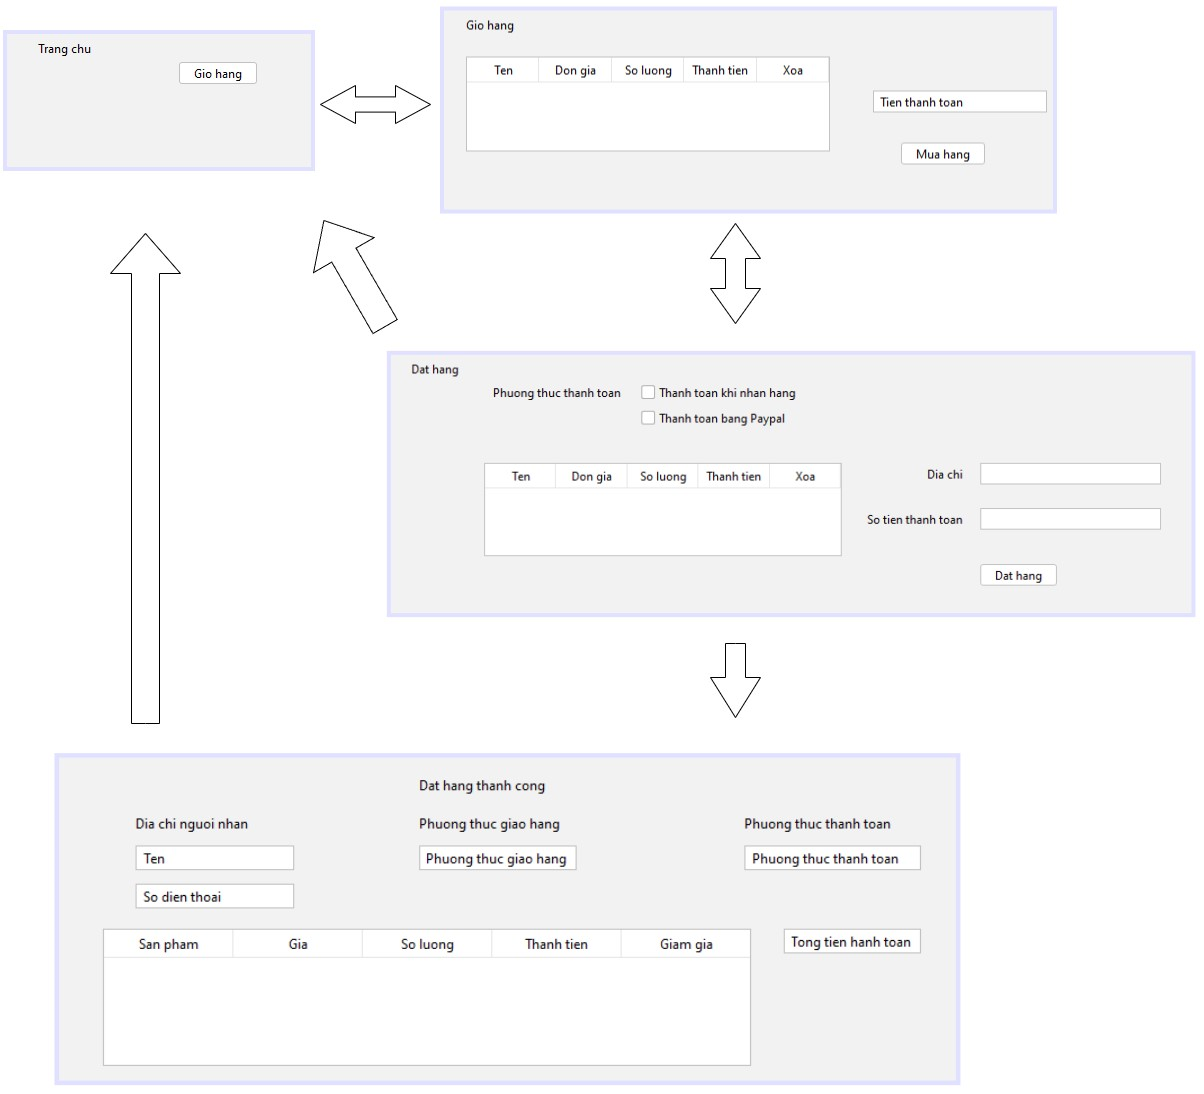 Trang chu
Gio hang
Gio hang
Ten Don gia So luong Thanh tien Xoa
Tien thanh toan
Mua hang
Dat hang
Phuong thuc thanh toan Thanh toan khi nhan hang
Thanh toan bang Paypal
Ten Don gia So luong Thanh tien Xoa
Dia chi
So tien thanh toan
Dat hang
Dat hang thanh cong
Dia chi nguoi nhan Phuong thuc giao hang Phuong thuc thanh toan
Ten Phuong thuc giao hang Phuong thuc thanh toan
So dien thoai
San pham Gia So luong Thanh tien Giam gia
Tong tien hanh toan